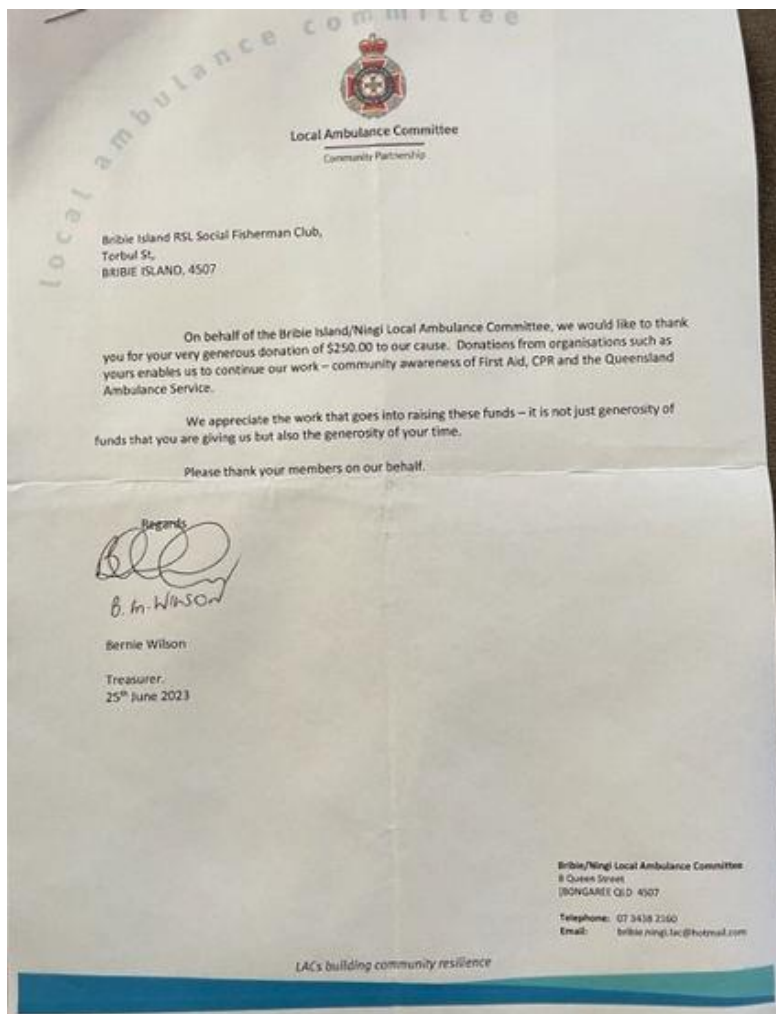 local ambulance committee
Local Ambulance Committee
Community Partnership
Bribie Island RSL Social Fisherman Club,
Torbul St,
BRIBIE ISLAND, 4507
On behalf of the Bribie Island/Ningi Local Ambulance Committee, we would like to thank
you for your very generous donation of $250.00 to our cause. Donations from organisations such as
yours enables us to continue our work – community awareness of First Aid, CPR and the Queensland
Ambulance Service.
We appreciate the work that goes into raising these funds – it is not just generosity of
funds that you are giving us but also the generosity of your time.
Please thank your members on our behalf.
Regards
B. M. WILSON
Bernie Wilson
Treasurer.
25th June 2023
Bribie/Ningi Local Ambulance Committee
8 Queen Street
BONGAREE QLD 4507
Telephone: 07 3438 2160
Email: bribie.ningi.lac@hotmail.com
LACs building community resilience